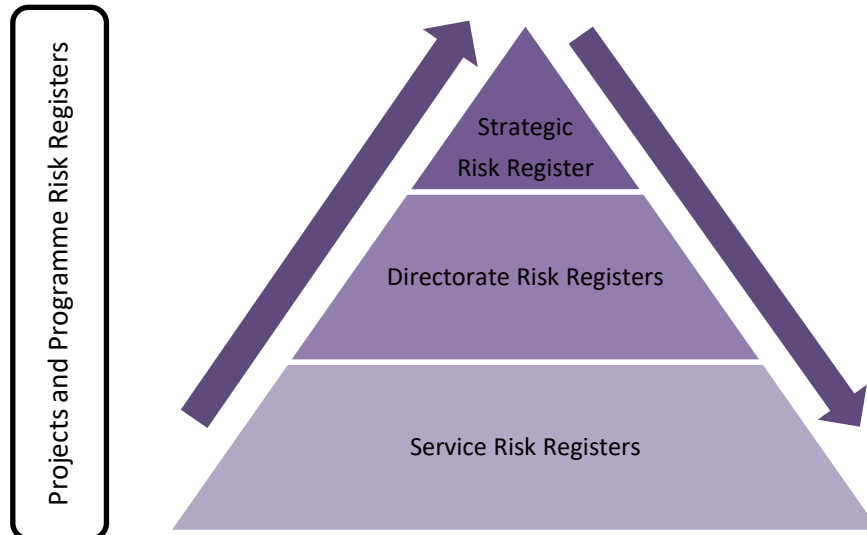 Projects and Programme Risk Registers
Strategic
Risk Register
Directorate Risk Registers
Service Risk Registers